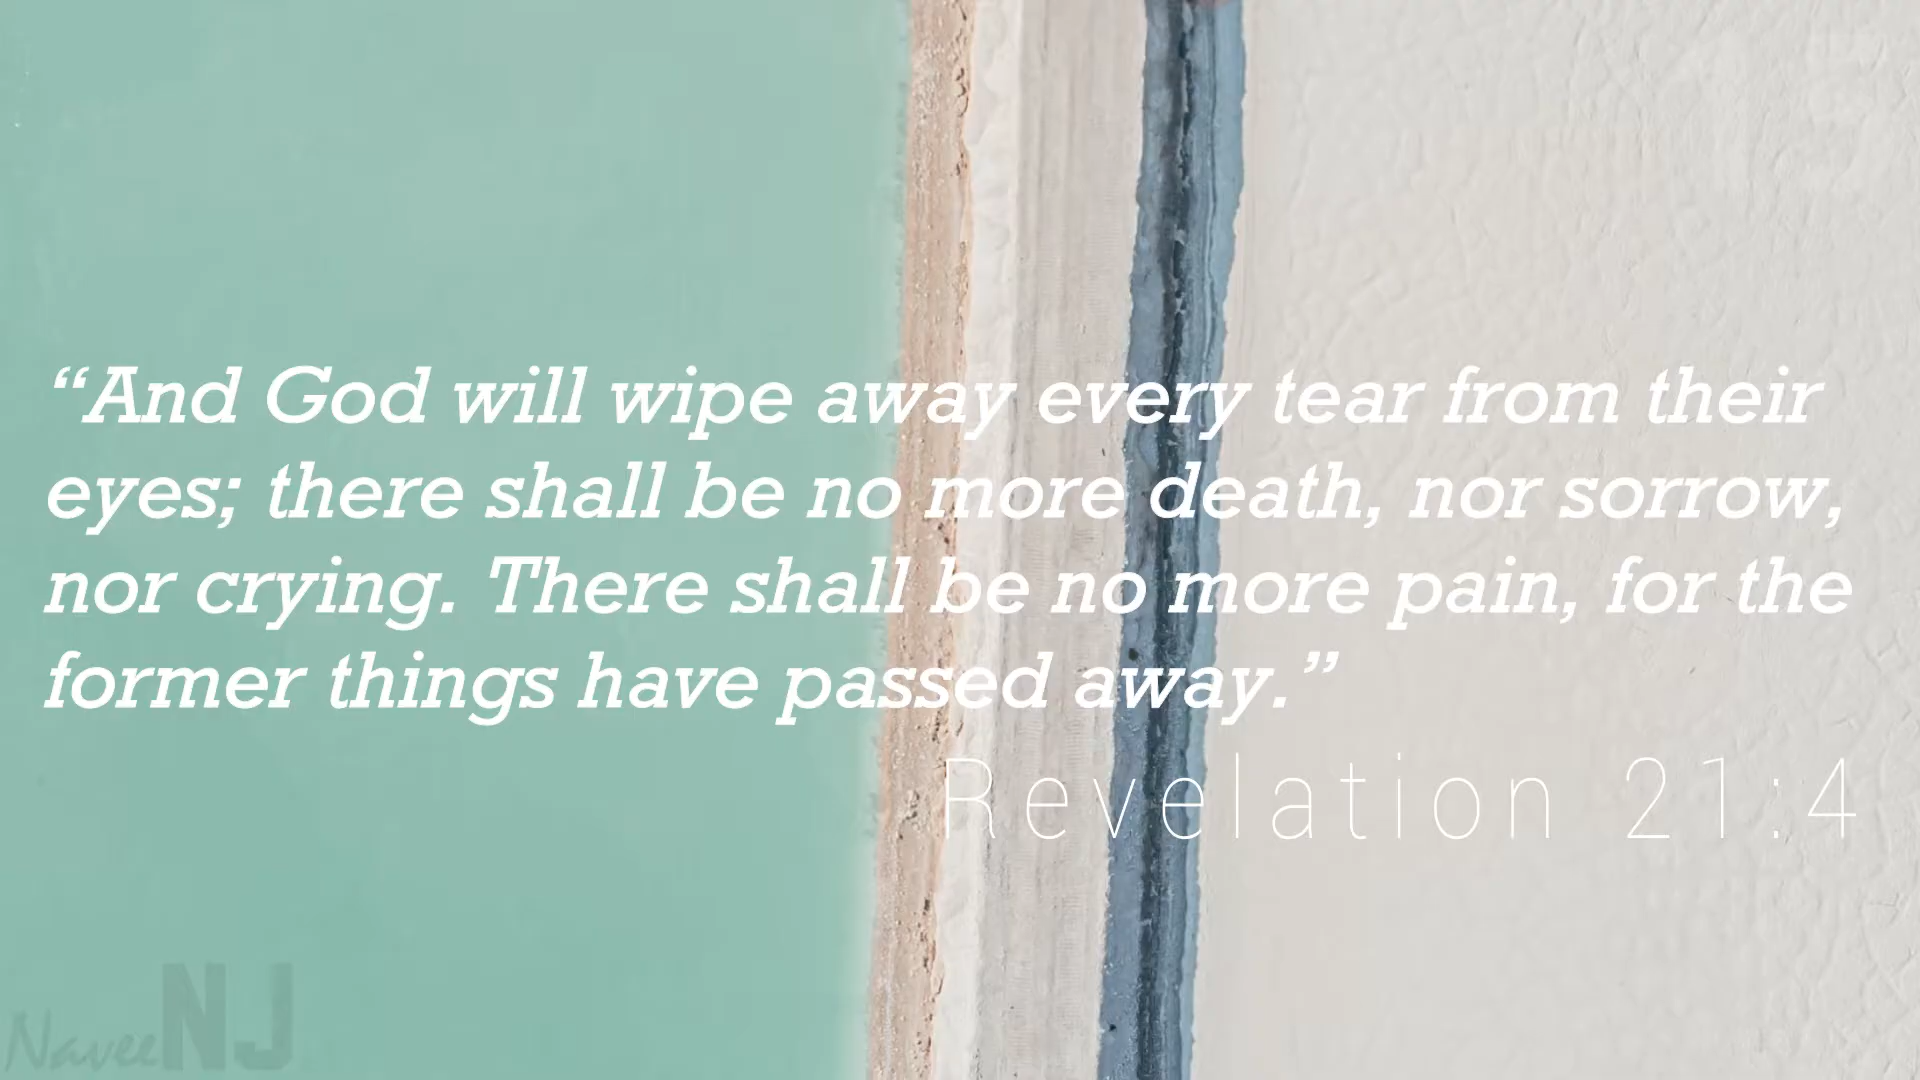 “And God will wipe away every tear from their
eyes; there shall be no more death, nor sorrow,
nor crying. There shall be no more pain, for the
former things have passed away.”
Revelation 21:4
NaveeNJ